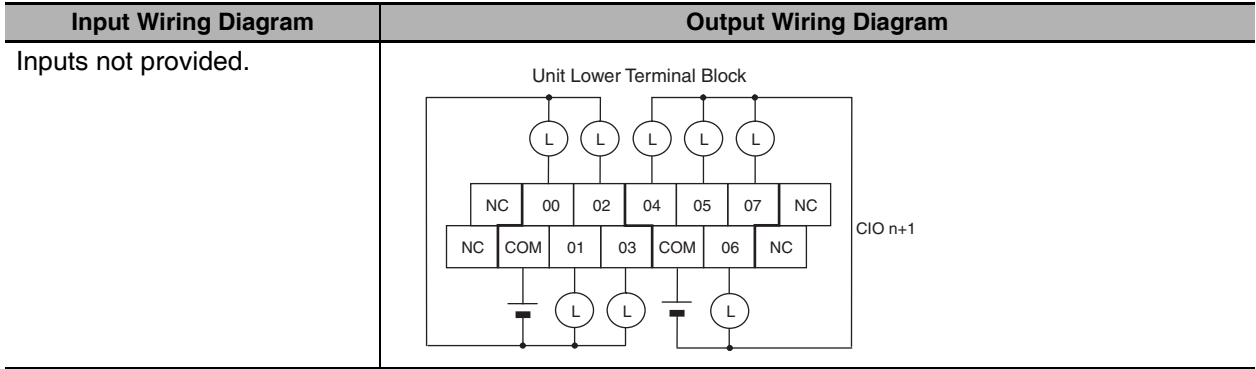 Input Wiring Diagram Output Wiring Diagram
Inputs not provided.
Unit Lower Terminal Block
L L L L L
NC 00 02 04 05 07 NC
CIO n+1
NC COM 01 03 COM 06 NC
L L L